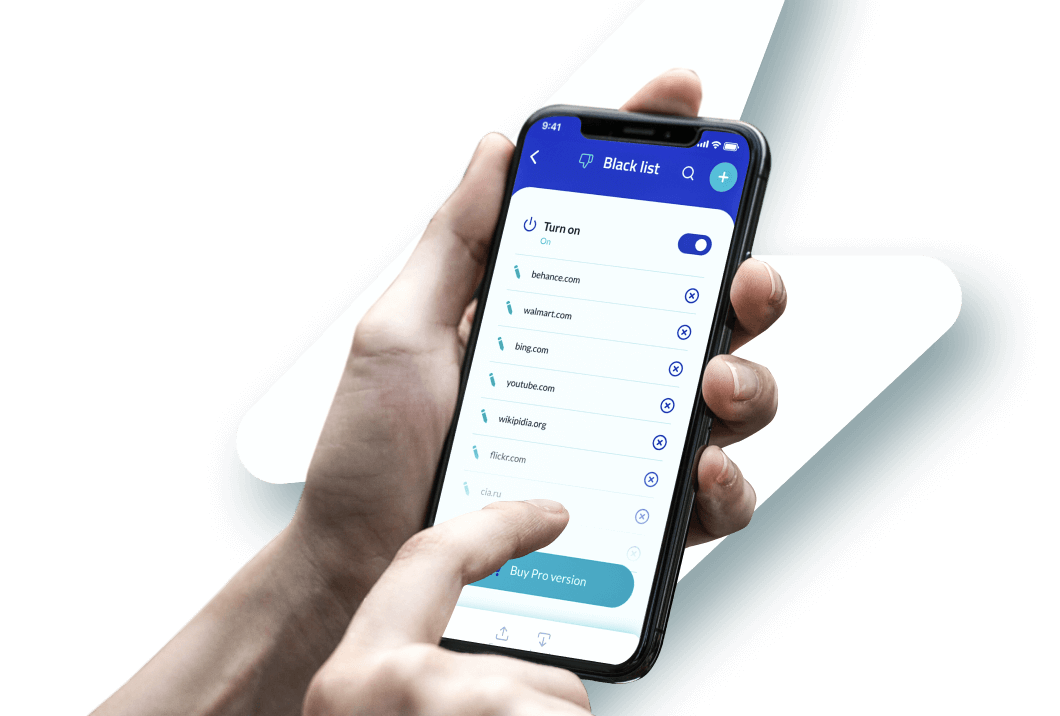 9:41
Black list
Turn on
On
behance.com
walmart.com
bing.com
youtube.com
wikipidia.org
flickr.com
cia.ru
Buy Pro version